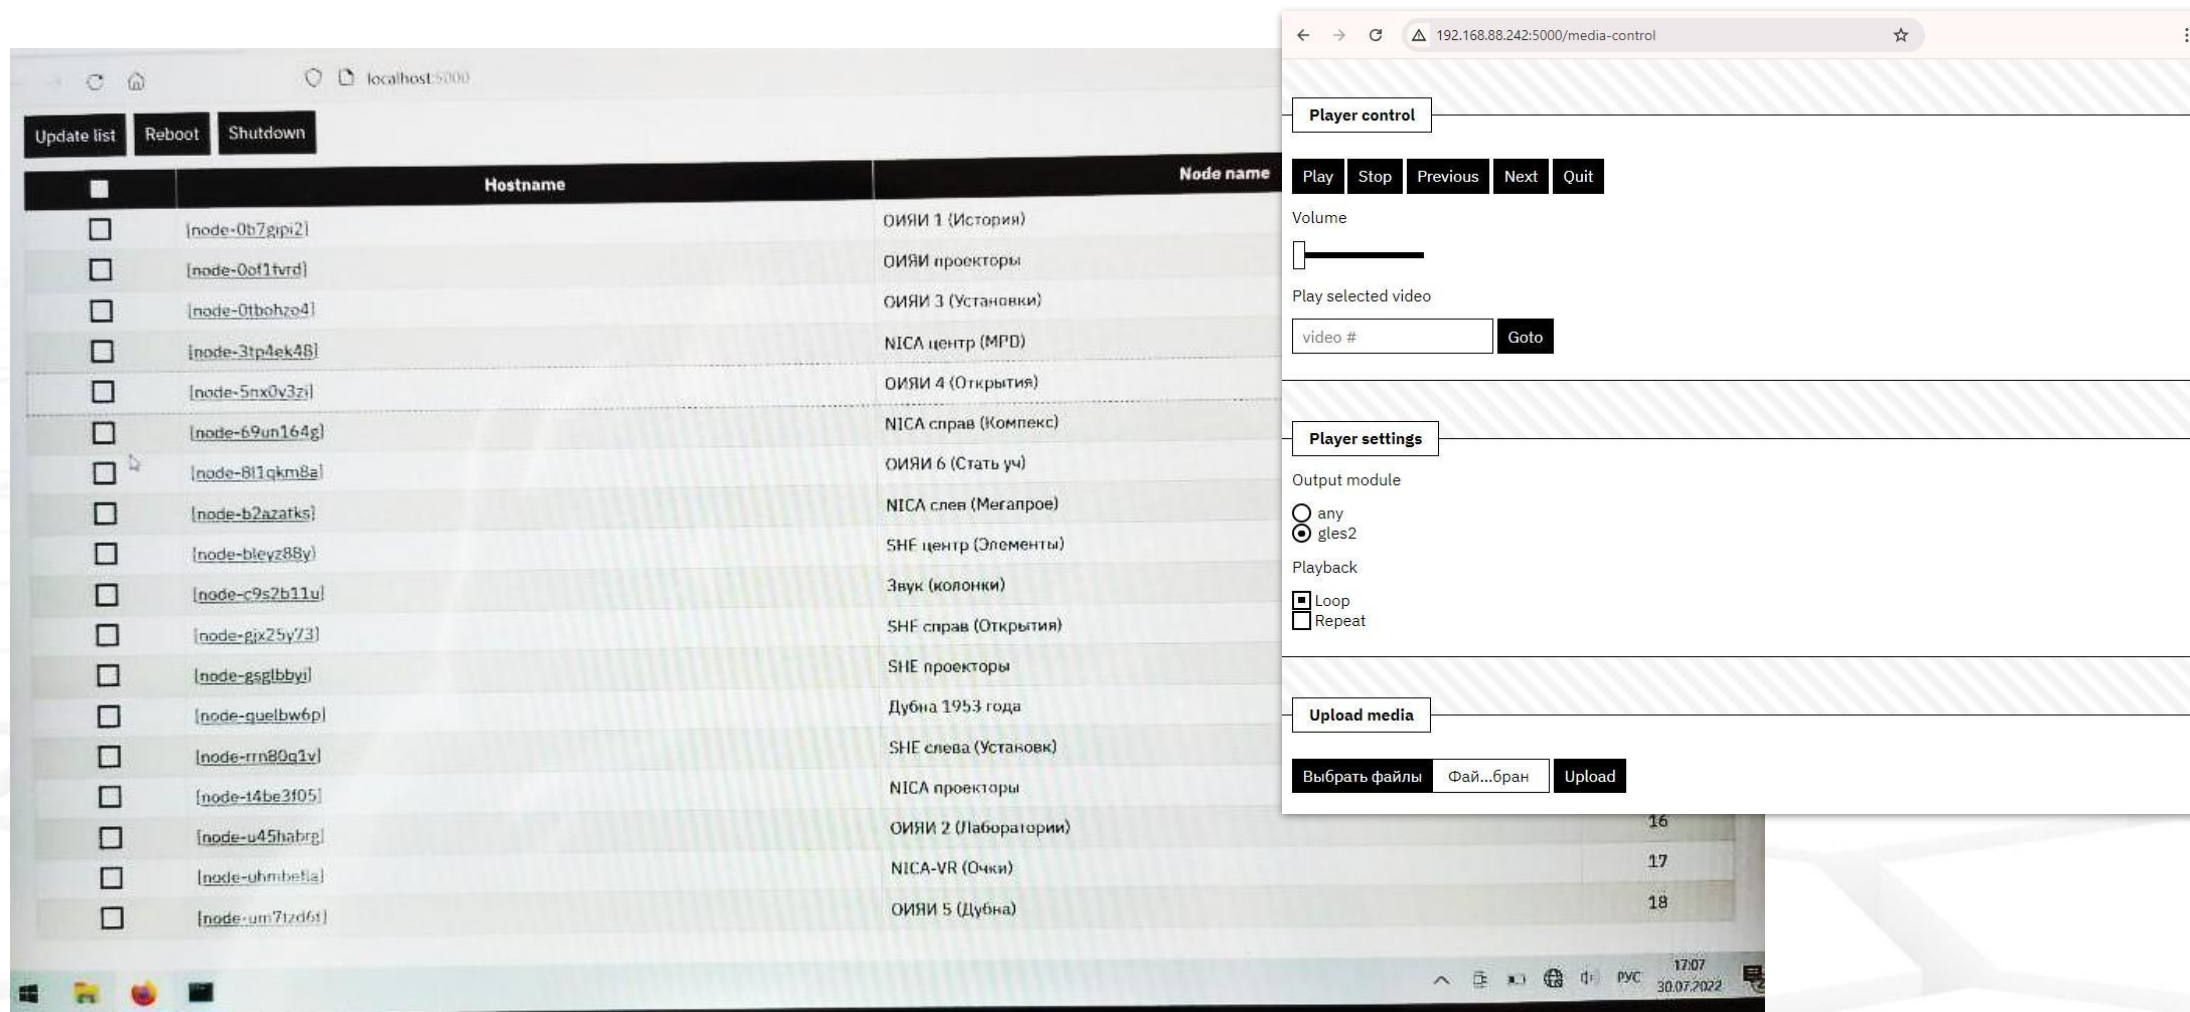 localhost:5000
Update list Reboot Shutdown
Hostname Node name
[node-0b7gipi2] ОИЯИ 1 (История)
[node-0of1tvrd] ОИЯИ проекторы
[node-0tbohzo4] ОИЯИ 3 (Установки)
[node-3tp4ek48] NICA центр (MPD)
[node-5nx0v3zi] ОИЯИ 4 (Открытия)
[node-69un164g] NICA справ (Компекс)
[node-8l1qkm8a] ОИЯИ 6 (Стать уч)
[node-b2azatks] NICA слев (Мегапрое)
[node-bleyz88y] SHE центр (Элементы)
[node-c9s2b11u] Звук (колонки)
[node-gjx25y73] SHE справ (Открытия)
[node-gsglbbyi] SHE проекторы
[node-quelbw6p] Дубна 1953 года
[node-rrn80q1v] SHE слева (Установк)
[node-t4be3f05] NICA проекторы
[node-u45habrg] ОИЯИ 2 (Лаборатории) 16
[node-uhmbetia] NICA-VR (Очки) 17
[node-um7tzd6t] ОИЯИ 5 (Дубна) 18
РУС 17:07
30.07.2022
192.168.88.242:5000/media-control
Player control
Play Stop Previous Next Quit
Volume
Play selected video
video # Goto
Player settings
Output module
any
gles2
Playback
Loop
Repeat
Upload media
Выбрать файлы Фай...бран Upload